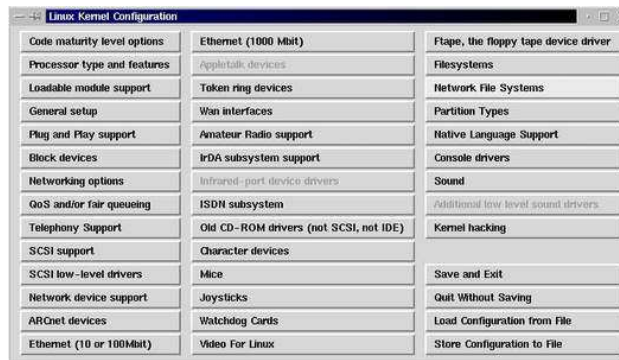 Linux Kernel Configuration
Code maturity level options
Processor type and features
Loadable module support
General setup
Plug and Play support
Block devices
Networking options
QoS and/or fair queueing
Telephony Support
SCSI support
SCSI low-level drivers
Network device support
ARCnet devices
Ethernet (10 or 100Mbit)
Ethernet (1000 Mbit)
Appletalk devices
Token ring devices
Wan interfaces
Amateur Radio support
IrDA subsystem support
Infrared-port device drivers
ISDN subsystem
Old CD-ROM drivers (not SCSI, not IDE)
Character devices
Mice
Joysticks
Watchdog Cards
Video For Linux
Ftape, the floppy tape device driver
Filesystems
Network File Systems
Partition Types
Native Language Support
Console drivers
Sound
Additional low level sound drivers
Kernel hacking
Save and Exit
Quit Without Saving
Load Configuration from File
Store Configuration to File